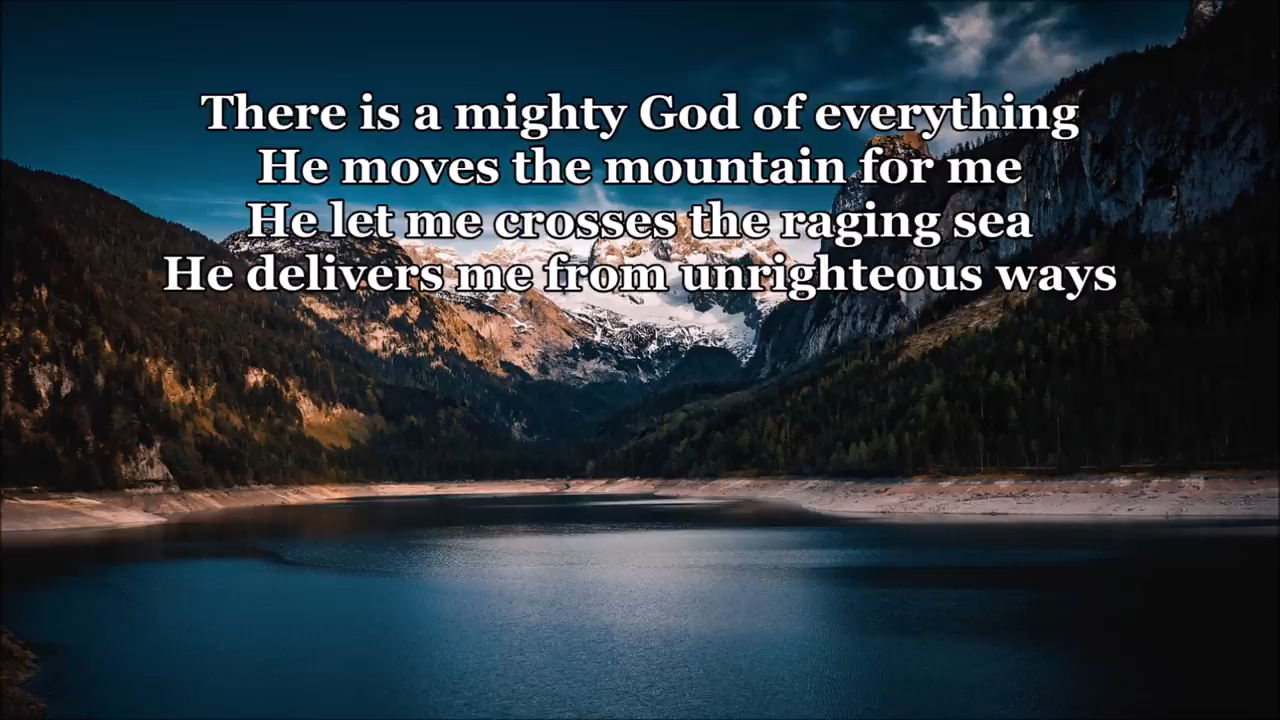 There is a mighty God of everything
He moves the mountain for me
He let me crosses the raging sea
He delivers me from unrighteous ways